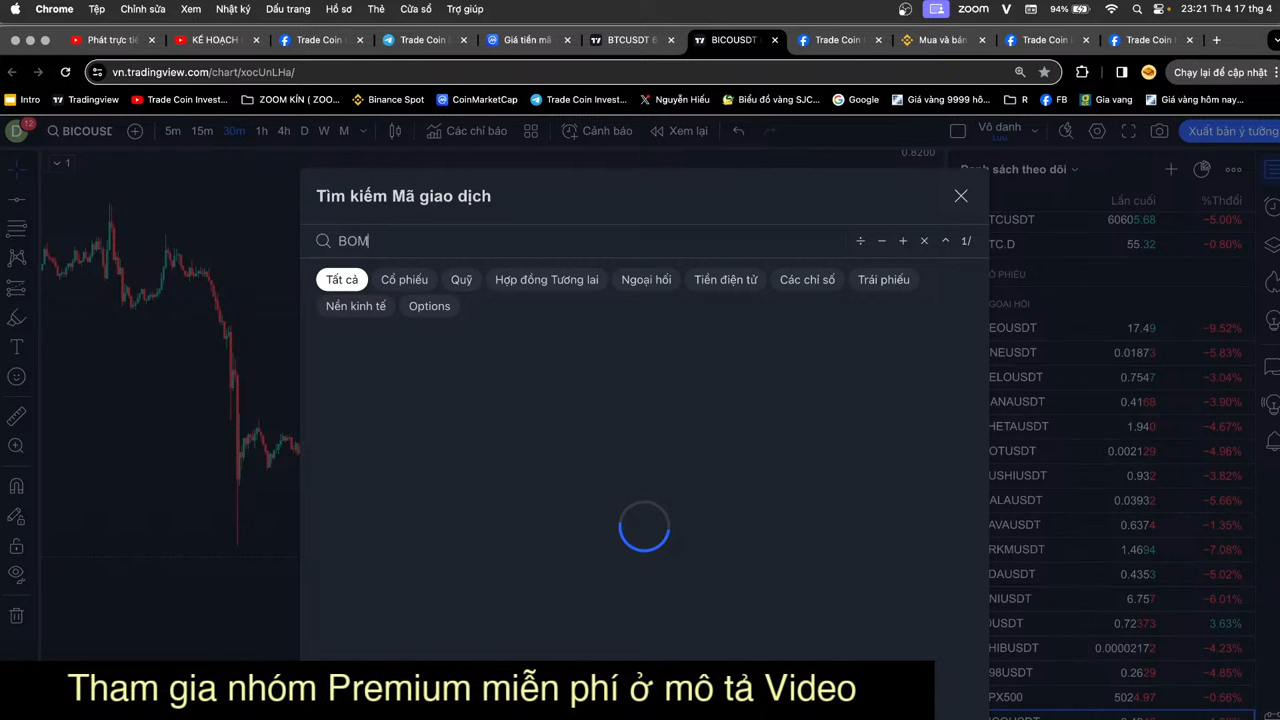 Chrome Tệp Chỉnh sửa Xem Nhật ký Dấu trang Hồ sơ Thẻ Cửa sổ Trợ giúp zoom 94% 23:21 Th 4 17 thg 4
Phát trực tiế KẾ HOẠCH Facebook Trade Coin Trade Coin Giá tiền mã BTCUSDT 6 BICOUSDT Trade Coin Mua và bán Trade Coin Trade Coin
vn.tradingview.com/chart/xocUnLHa/ Chạy lại để cập nhật
Intro Tradingview Trade Coin Invest... ZOOM KÍN ( ZOO... Binance Spot CoinMarketCap Trade Coin Invest... Nguyễn Hiếu Biểu đồ vàng SJC... Google Giá vàng 9999 hô... R FB Gia vang Giá vàng hôm nay,...
D 12 BICOUSD 5m 15m 30m 1h 4h D W M Các chỉ báo Cảnh báo Xem lại Vô danh Xuất bản ý tưởng
Lưu
0.8200
1
Danh sách theo dõi
Tìm kiếm Mã giao dịch
Lần cuối %Thđổi
TCUSDT 60605.68 −5.00%
BOM 1/
TC.D 55.32 −0.80%
Tất cả Cổ phiếu Quỹ Hợp đồng Tương lai Ngoại hối Tiền điện tử Các chỉ số Trái phiếu
Nền kinh tế Options
EOUSDT 17.49 −9.52%
NEUSDT 0.01873 −5.83%
ELOUSDT 0.7547 −3.04%
ANAUSDT 0.4168 −3.90%
HETAUSDT 1.940 −4.67%
OTUSDT 0.002129 −4.96%
USHIUSDT 0.932 −3.82%
ALAUSDT 0.03932 −5.66%
AVAUSDT 0.6374 −1.35%
RKMUSDT 1.4694 −7.08%
DAUSDT 0.4353 −5.02%
NIUSDT 6.757 −6.01%
USDT 0.72373 3.63%
HIBUSDT 0.00002172 −4.23%
98USDT 0.2629 −4.85%
PX500 5024.97 −0.56%
Tham gia nhóm Premium miễn phí ở mô tả Video